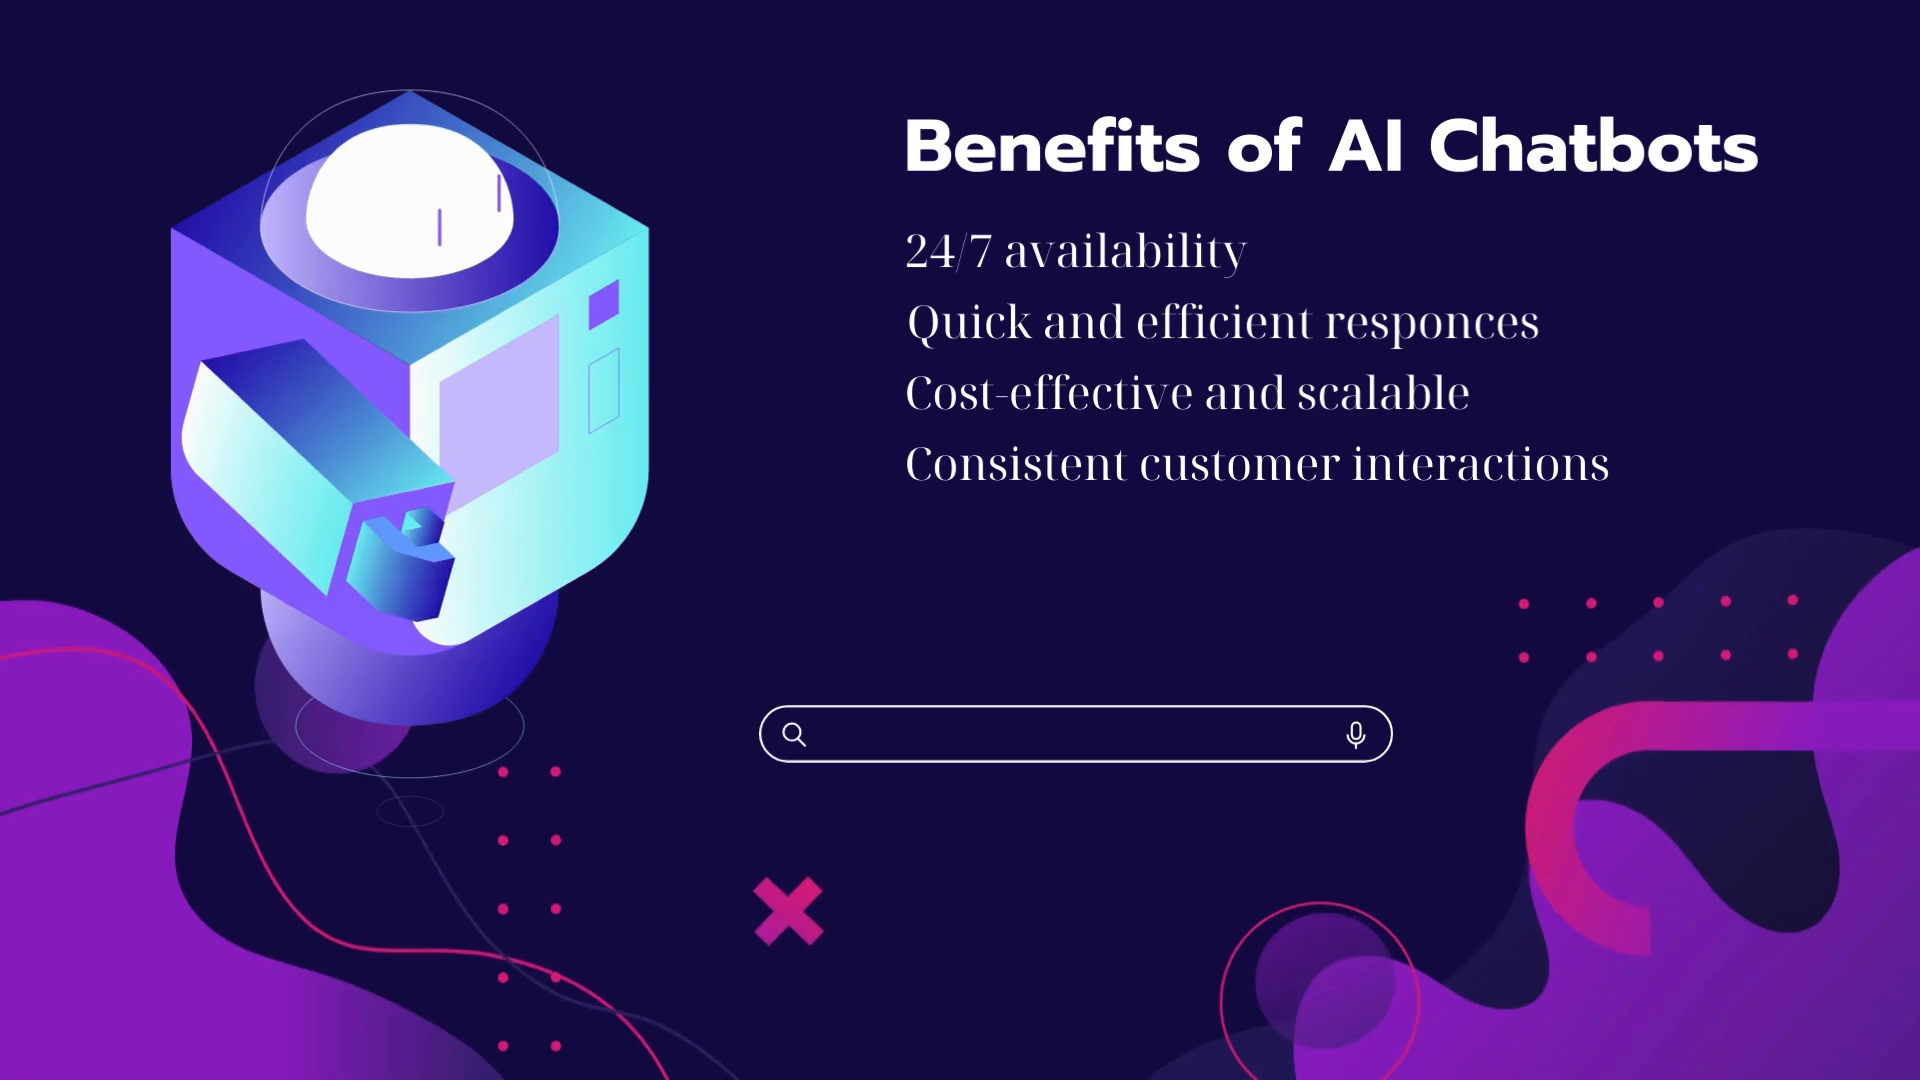 Benefits of AI Chatbots
24/7 availability
Quick and efficient responces
Cost-effective and scalable
Consistent customer interactions